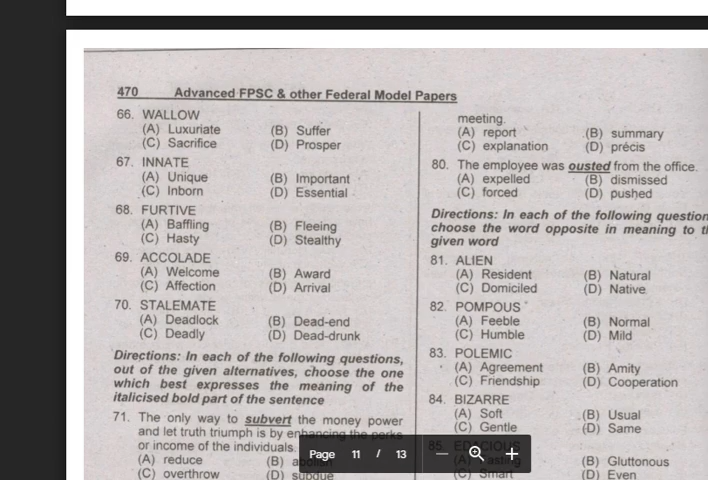 470 Advanced FPSC & other Federal Model Papers
66. WALLOW
(A) Luxuriate (B) Suffer
(C) Sacrifice (D) Prosper
67. INNATE
(A) Unique (B) Important
(C) Inborn (D) Essential
68. FURTIVE
(A) Baffling (B) Fleeing
(C) Hasty (D) Stealthy
69. ACCOLADE
(A) Welcome (B) Award
(C) Affection (D) Arrival
70. STALEMATE
(A) Deadlock (B) Dead-end
(C) Deadly (D) Dead-drunk
Directions: In each of the following questions,
out of the given alternatives, choose the one
which best expresses the meaning of the
italicised bold part of the sentence
71. The only way to subvert the money power
and let truth triumph is by enhancing the perks
or income of the individuals.
(A) reduce (B) abolish
(C) overthrow (D) subdue
meeting.
(A) report (B) summary
(C) explanation (D) précis
80. The employee was ousted from the office.
(A) expelled (B) dismissed
(C) forced (D) pushed
Directions: In each of the following question
choose the word opposite in meaning to
given word
81. ALIEN
(A) Resident (B) Natural
(C) Domiciled (D) Native
82. POMPOUS
(A) Feeble (B) Normal
(C) Humble (D) Mild
83. POLEMIC
(A) Agreement (B) Amity
(C) Friendship (D) Cooperation
84. BIZARRE
(A) Soft (B) Usual
(C) Gentle (D) Same
85. EDACIOUS
(A) Fasting (B) Gluttonous
(C) Smart (D) Even
Page 11 / 13